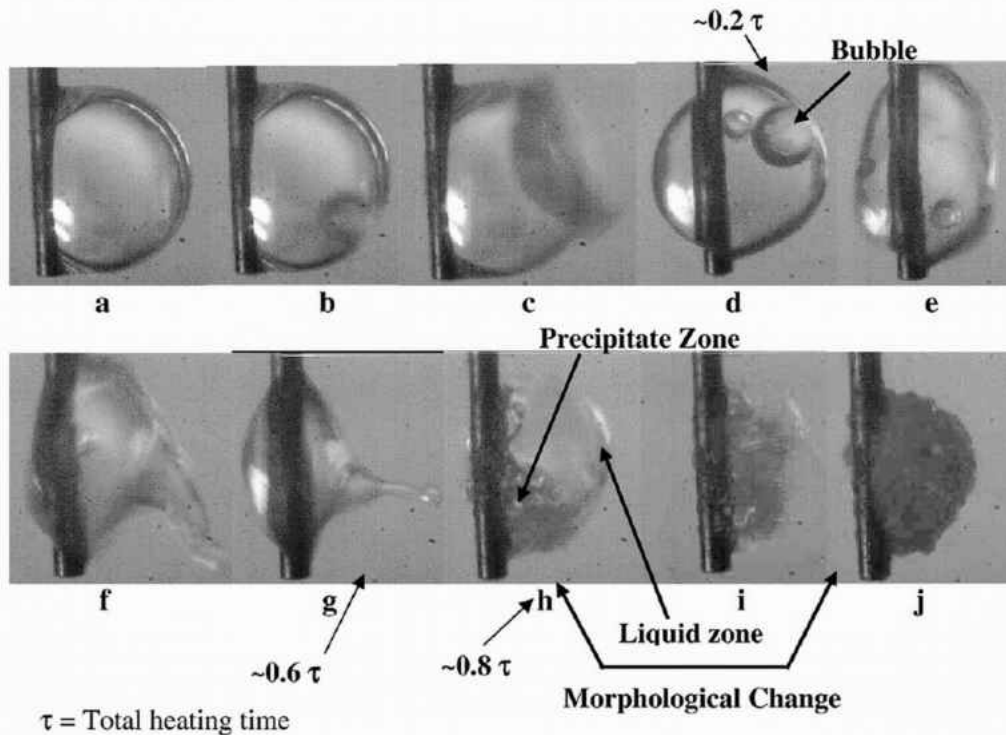 ~0.2 τ
Bubble
a b c d e
Precipitate Zone
f g h i j
Liquid zone
~0.6 τ
~0.8 τ
Morphological Change
τ = Total heating time